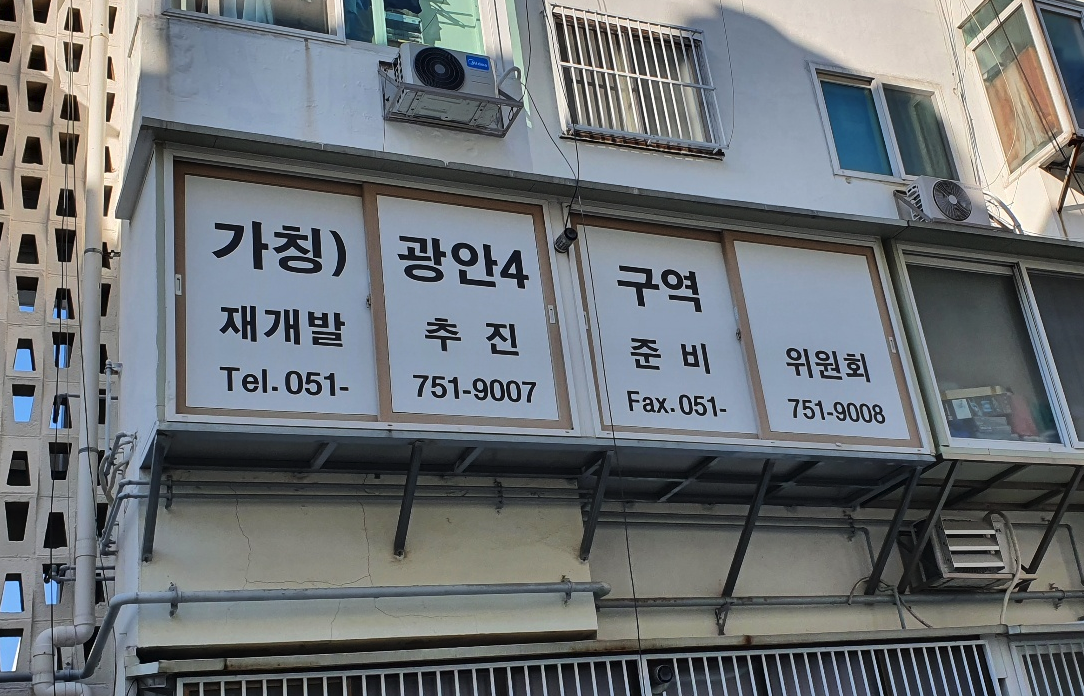 가칭) 광안4 구역
재개발 추 진 준 비 위원회
Tel. 051- 751-9007 Fax. 051- 751-9008